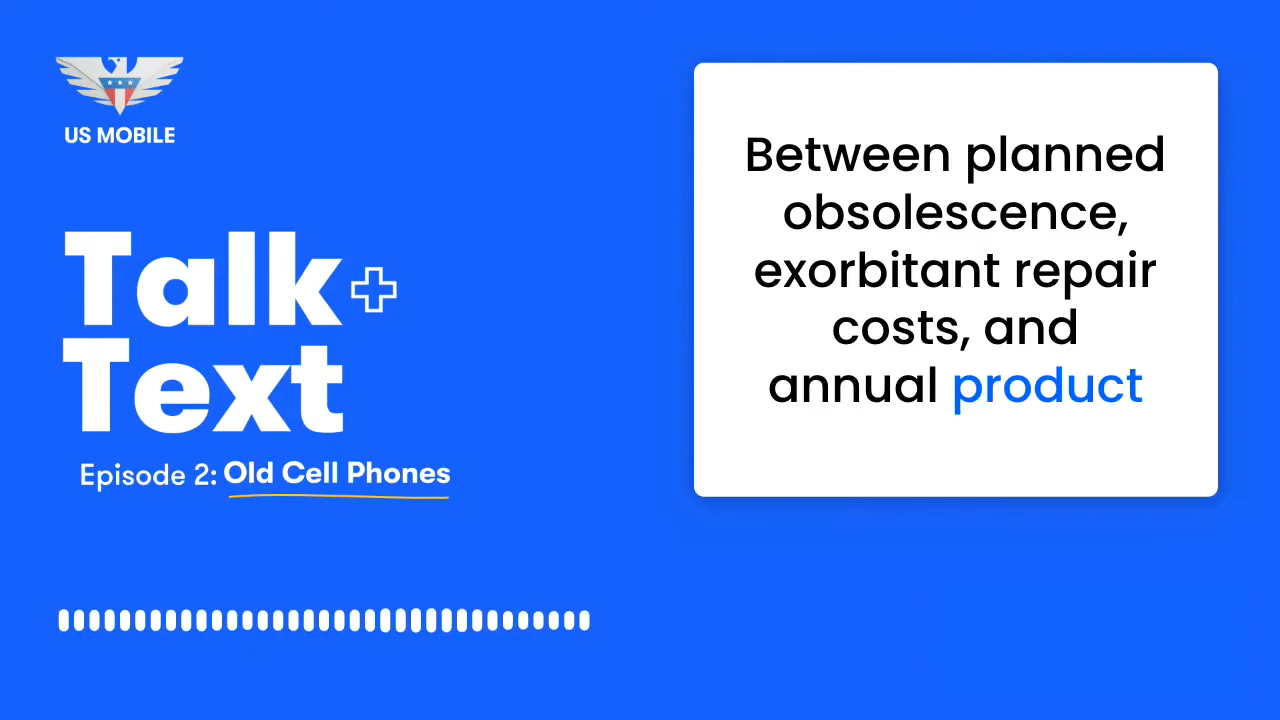 US MOBILE
Talk+
Text
Episode 2: Old Cell Phones
Between planned
obsolescence,
exorbitant repair
costs, and
annual product